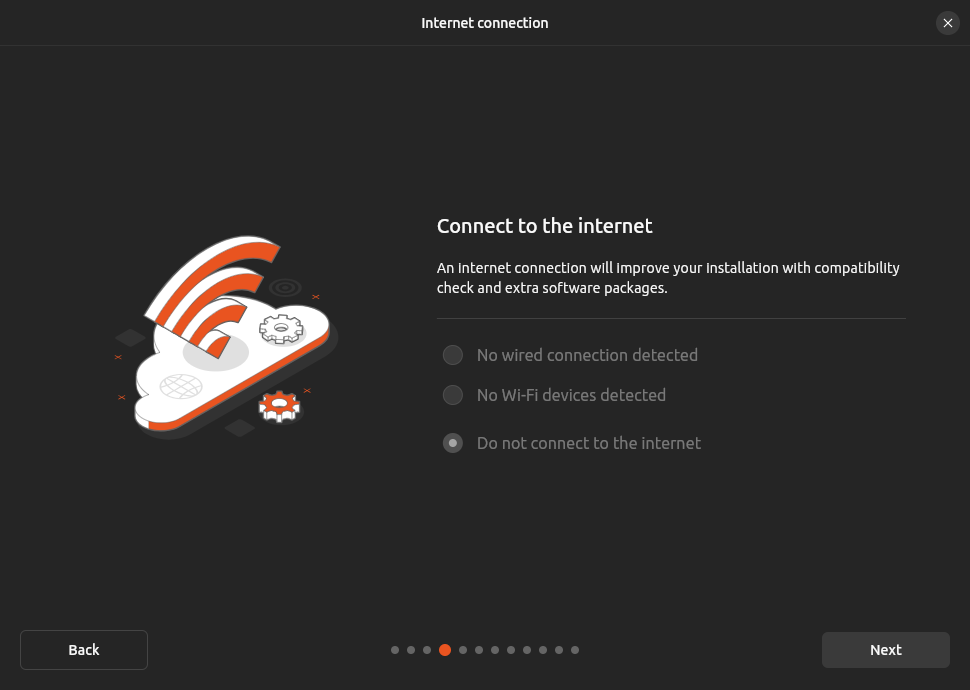 Internet connection
Connect to the internet
An internet connection will improve your installation with compatibility
check and extra software packages.
No wired connection detected
No Wi-Fi devices detected
Do not connect to the internet
Back
Next